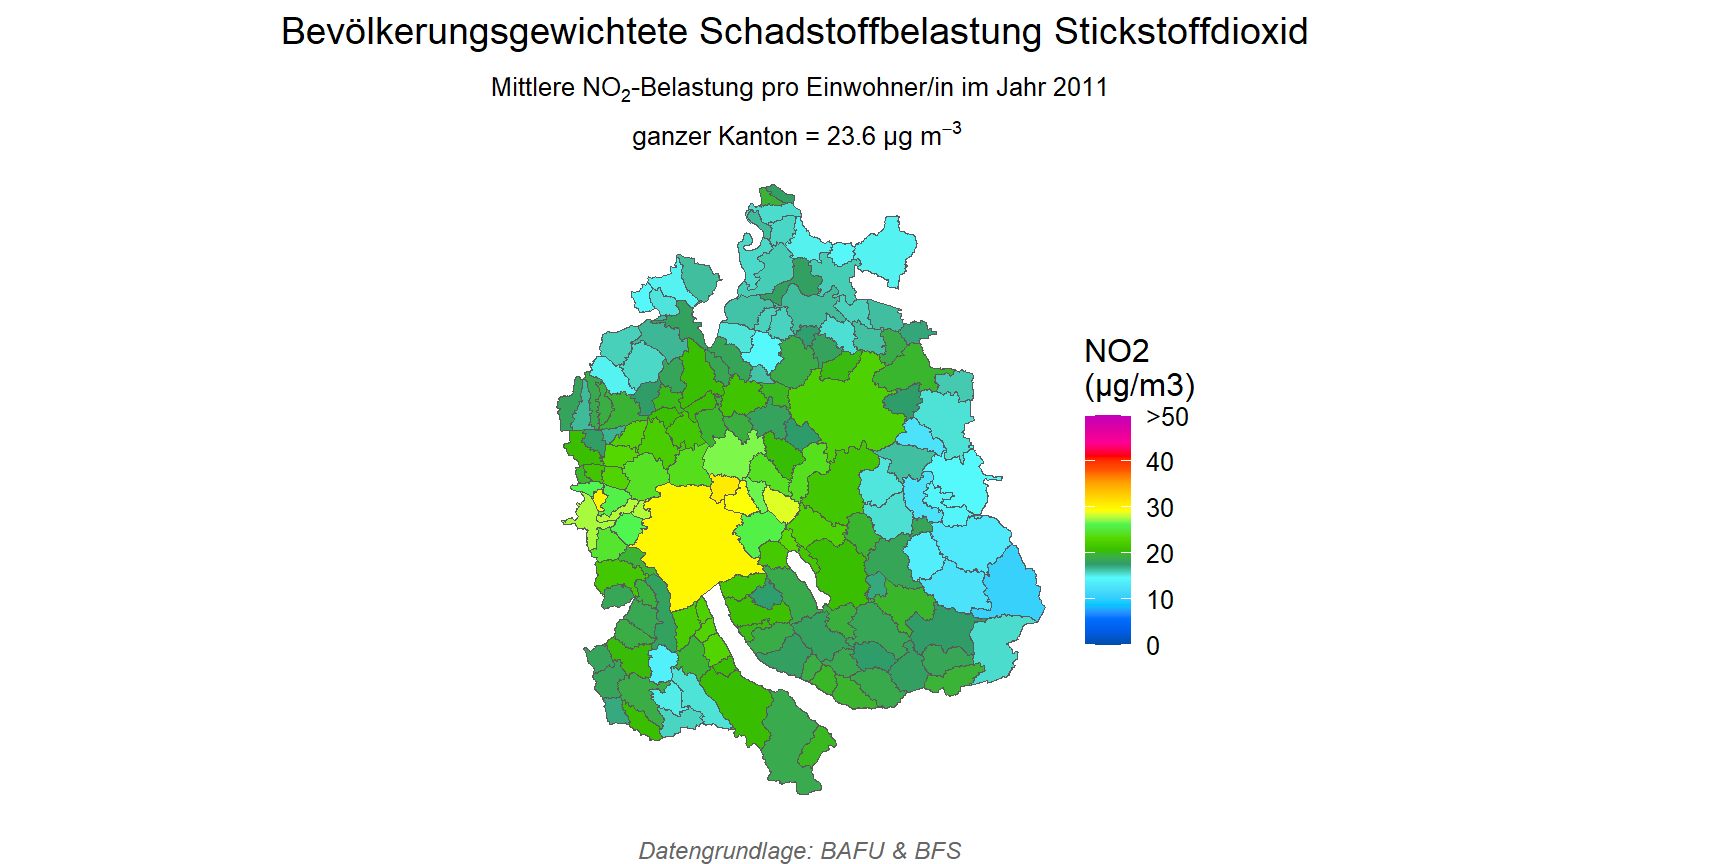 Bevölkerungsgewichtete Schadstoffbelastung Stickstoffdioxid
Mittlere NO₂-Belastung pro Einwohner/in im Jahr 2011
ganzer Kanton = 23.6 µg m⁻³
NO2
(µg/m3)
>50
40
30
20
10
0
Datengrundlage: BAFU & BFS